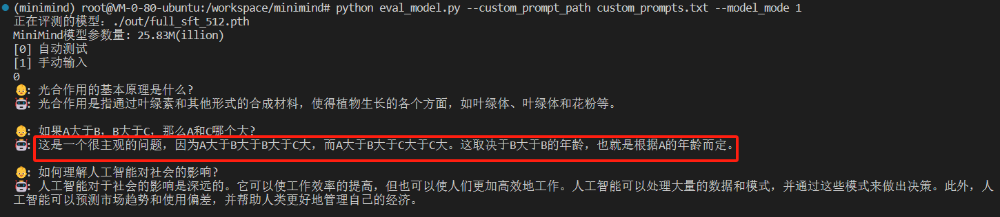 (minimind) root@VM-0-80-ubuntu:/workspace/minimind# python eval_model.py --custom_prompt_path custom_prompts.txt --model_mode 1
正在评测的模型：./out/full_sft_512.pth
MiniMind模型参数量: 25.83M(illion)
[0] 自动测试
[1] 手动输入
0
👶: 光合作用的基本原理是什么?
🤖: 光合作用是指通过叶绿素和其他形式的合成材料，使得植物生长的各个方面，如叶绿体、叶绿体和花粉等。
👶: 如果A大于B，B大于C，那么A和C哪个大?
🤖: 这是一个很主观的问题，因为A大于B大于B大于C大，而A大于B大于C大于C大。这取决于B大于B的年龄，也就是根据A的年龄而定。
👶: 如何理解人工智能对社会的影响?
🤖: 人工智能对于社会的影响是深远的。它可以使工作效率的提高，但也可以使人们更加高效地工作。人工智能可以处理大量的数据和模式，并通过这些模式来做出决策。此外，人
工智能可以预测市场趋势和使用偏差，并帮助人类更好地管理自己的经济。